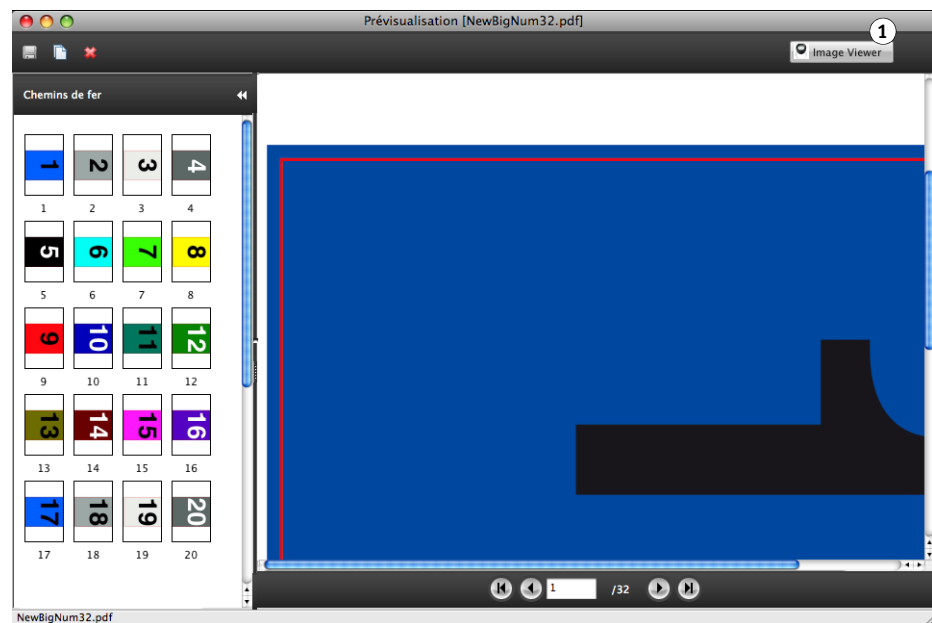 Prévisualisation [NewBigNum32.pdf]
1
Image Viewer
Chemins de fer
1 2 3 4
1 2 3 4
5 6 7 8
5 6 7 8
9 10 11 12
9 10 11 12
13 14 15 16
13 14 15 16
17 18 19 20
17 18 19 20
1 /32
NewBigNum32.pdf